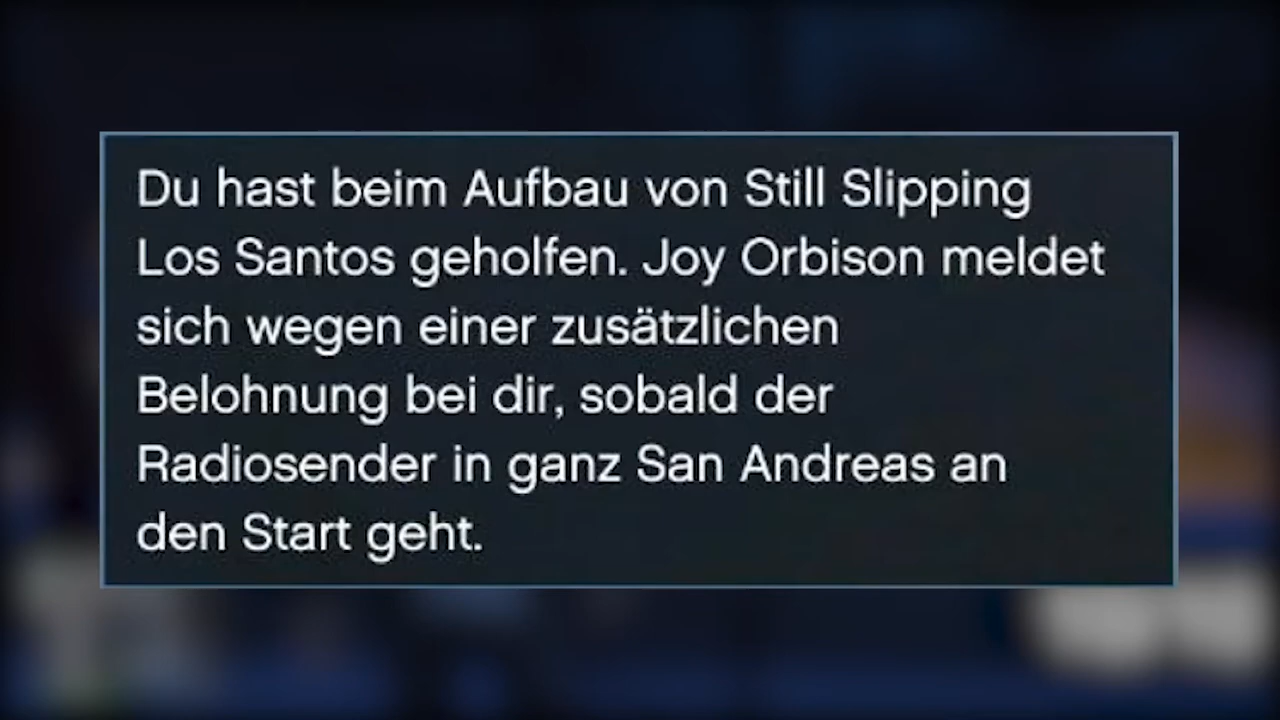 Du hast beim Aufbau von Still Slipping
Los Santos geholfen. Joy Orbison meldet
sich wegen einer zusätzlichen
Belohnung bei dir, sobald der
Radiosender in ganz San Andreas an
den Start geht.